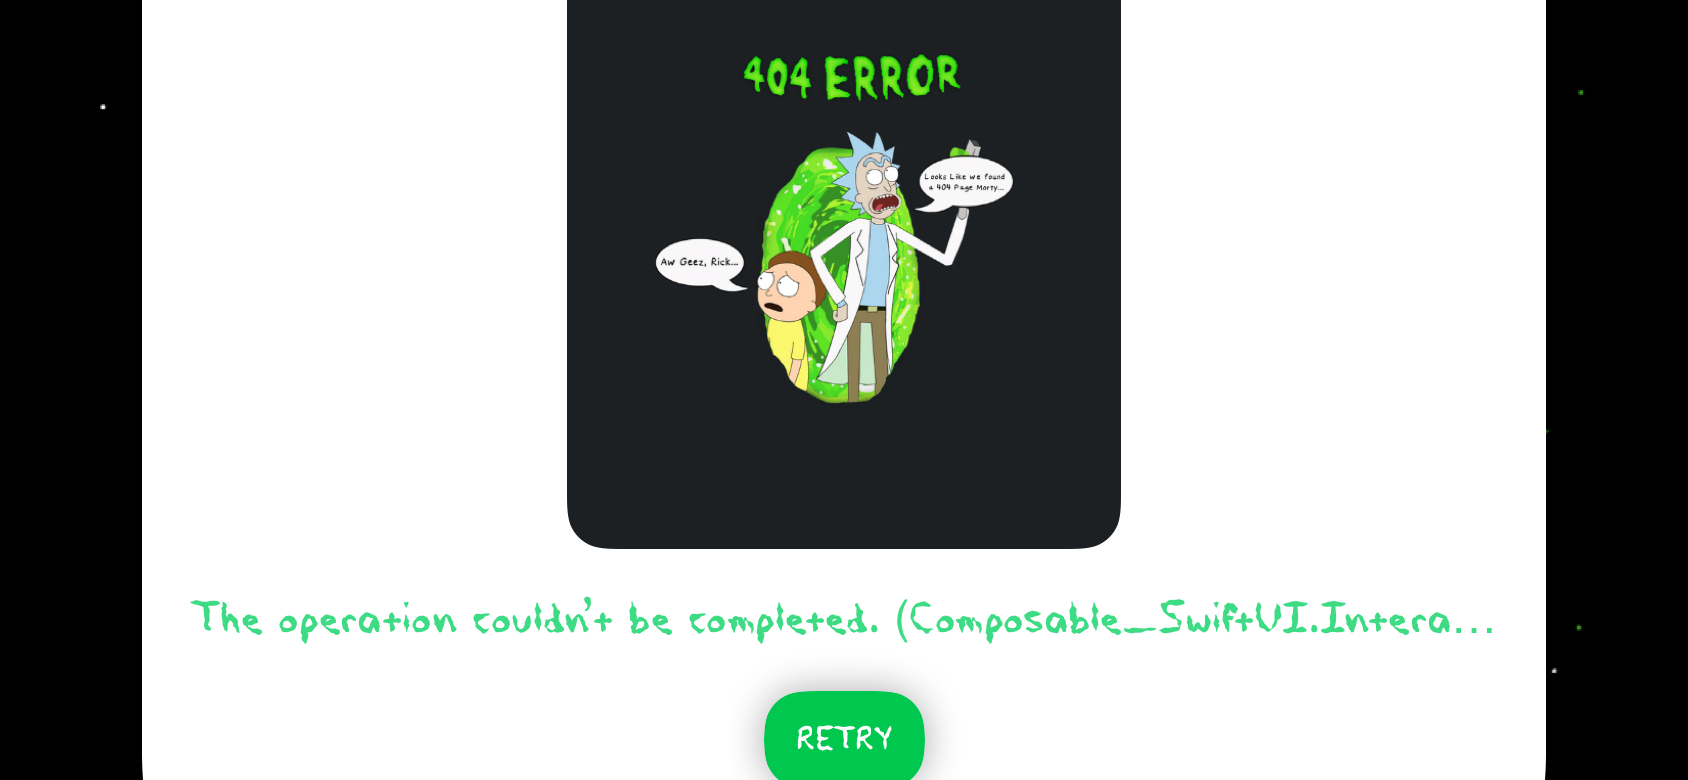 404 ERROR
Looks Like we found
a 404 Page Morty...
Aw Geez, Rick...
The operation couldn't be completed. (Composable_SwiftUI.Intera...
RETRY